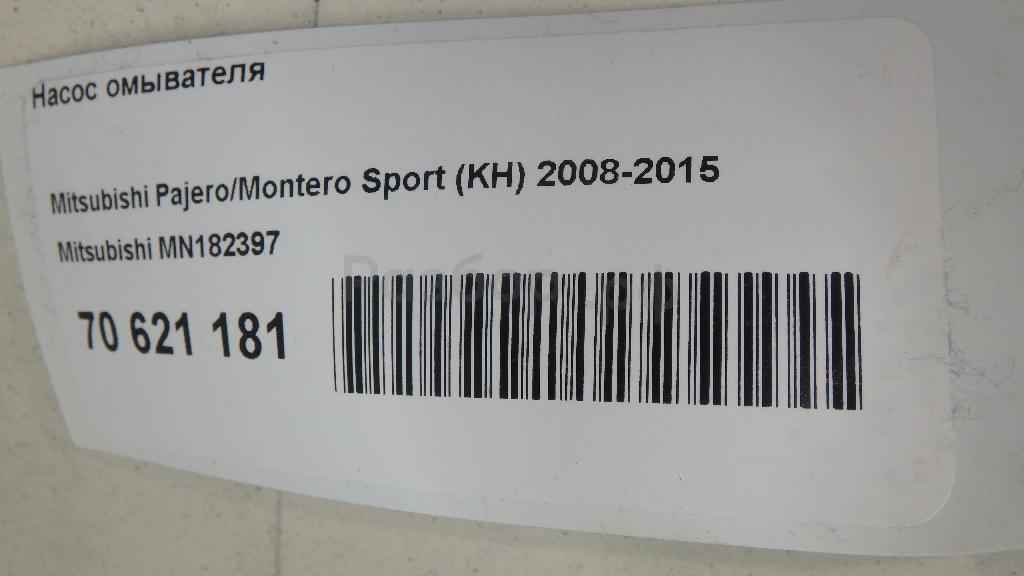 Насос омывателя
Mitsubishi Pajero/Montero Sport (KH) 2008-2015
Mitsubishi MN182397
70 621 181